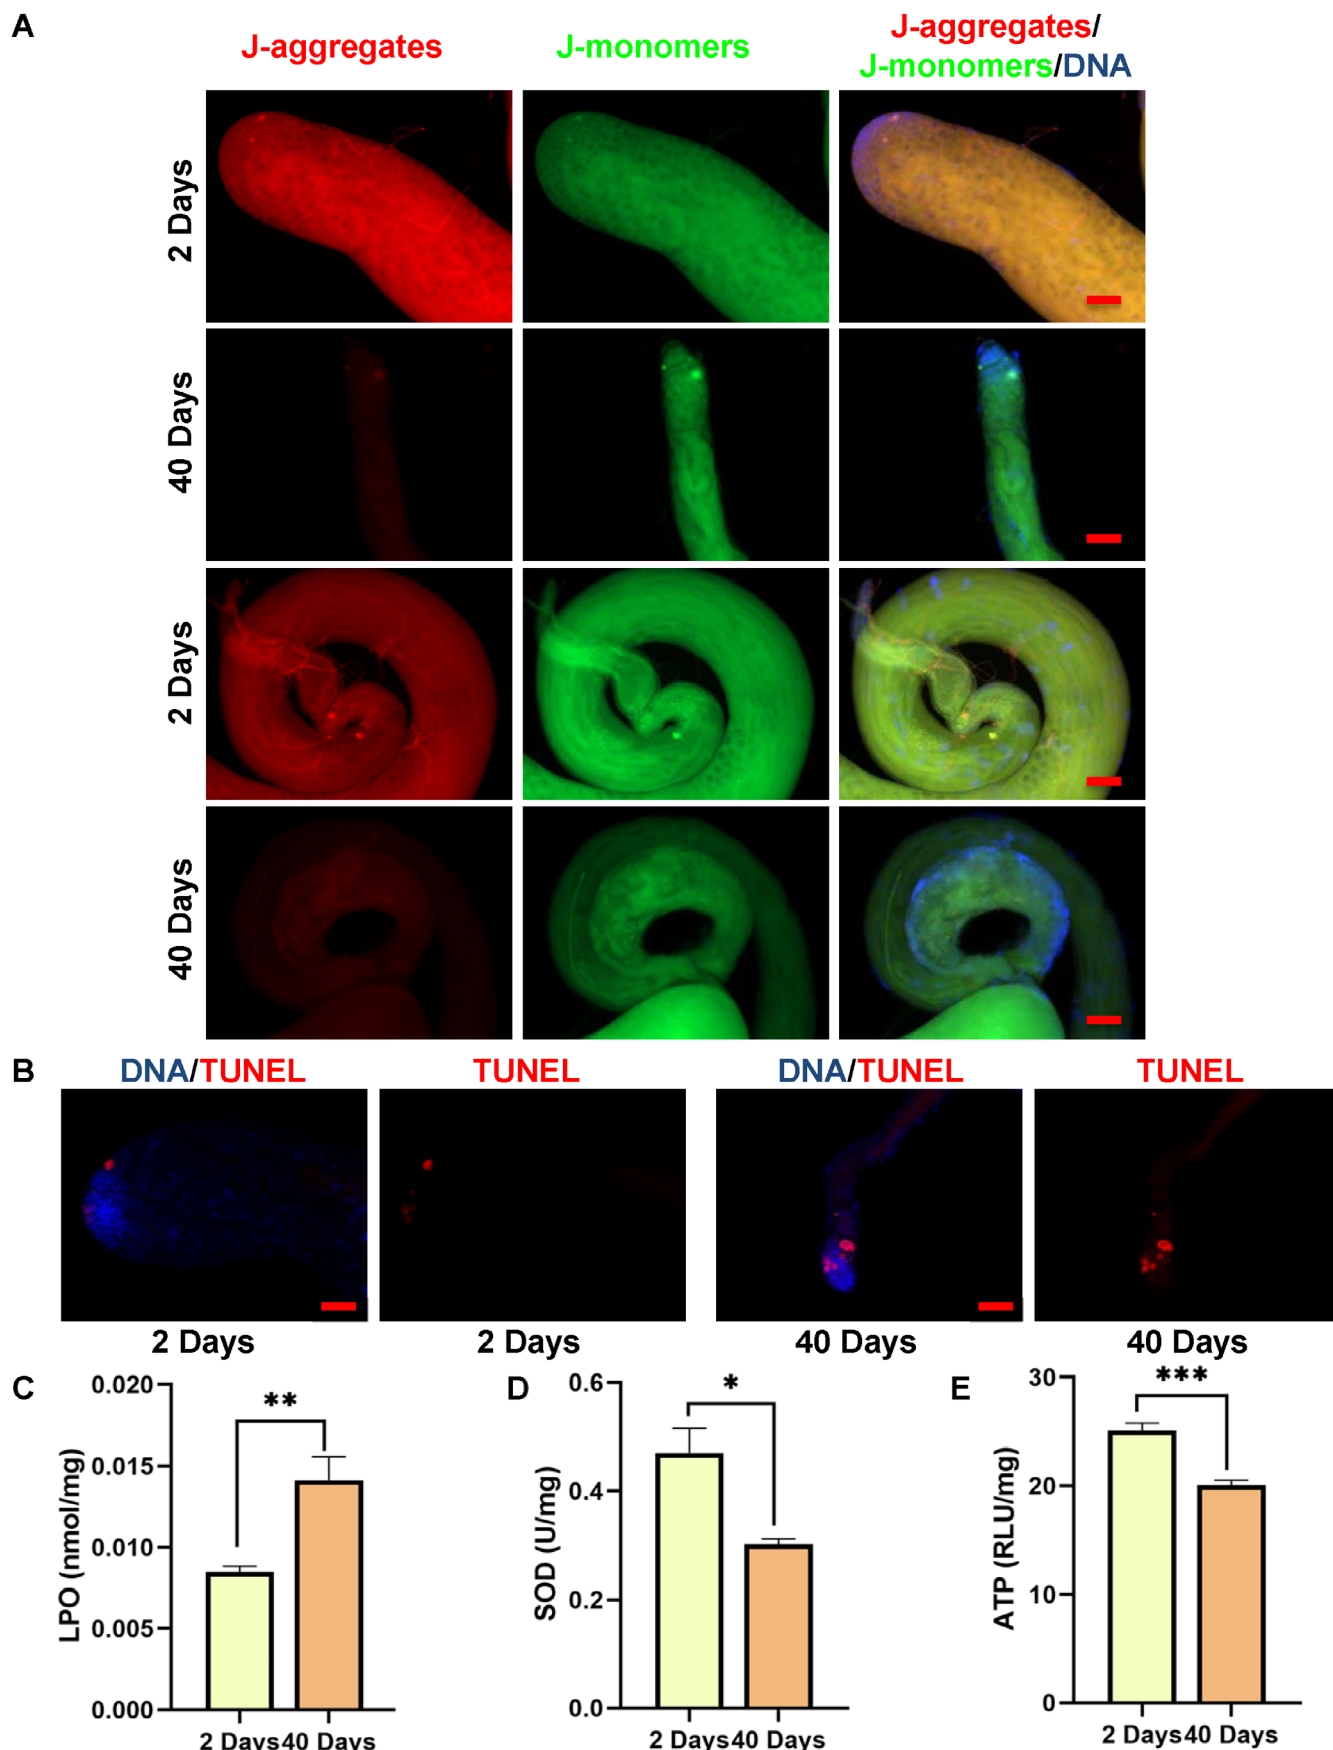 A
J-aggregates
J-monomers
J-aggregates/
J-monomers/DNA
2 Days
40 Days
2 Days
40 Days
B
DNA/TUNEL
TUNEL
DNA/TUNEL
TUNEL
2 Days
2 Days
40 Days
40 Days
C
LPO (nmol/mg)
0.020
0.015
0.010
0.005
0.000
**
2 Days
40 Days
D
SOD (U/mg)
0.6
0.4
0.2
0.0
*
2 Days
40 Days
E
ATP (RLU/mg)
30
20
10
0
***
2 Days
40 Days